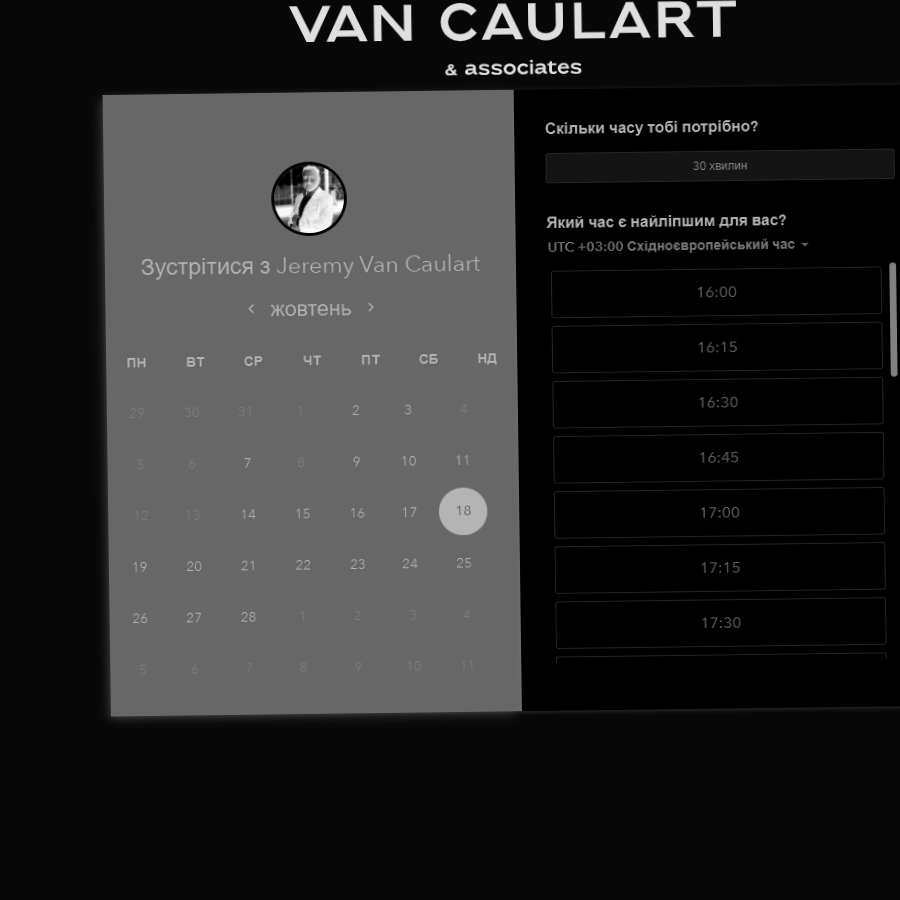 VAN CAULART
& associates
Зустрітися з Jeremy Van Caulart
‹ жовтень ›
ПН ВТ СР ЧТ ПТ СБ НД
29 30 31 1 2 3 4
5 6 7 8 9 10 11
12 13 14 15 16 17 18
19 20 21 22 23 24 25
26 27 28 1 2 3 4
5 6 7 8 9 10 11
Скільки часу тобі потрібно?
30 хвилин
Який час є найліпшим для вас?
UTC +03:00 Східноєвропейський час
16:00
16:15
16:30
16:45
17:00
17:15
17:30